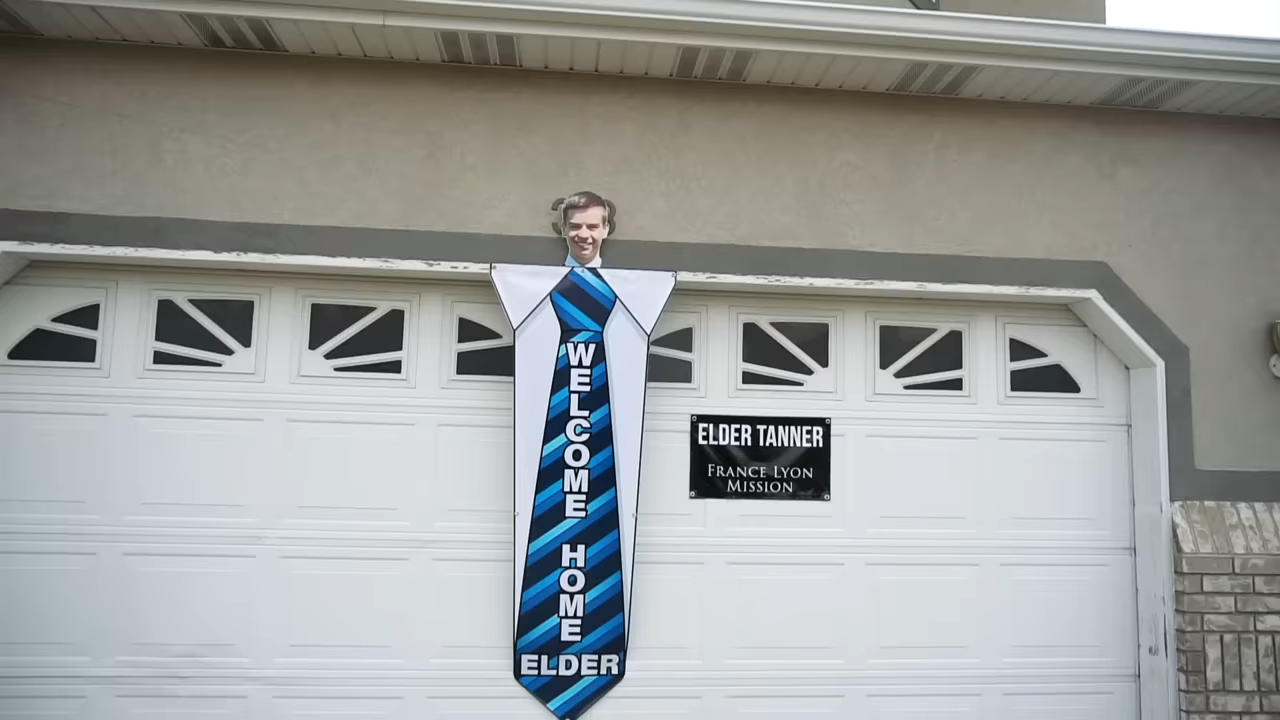 WELCOME HOME
ELDER
ELDER TANNER
FRANCE LYON
MISSION